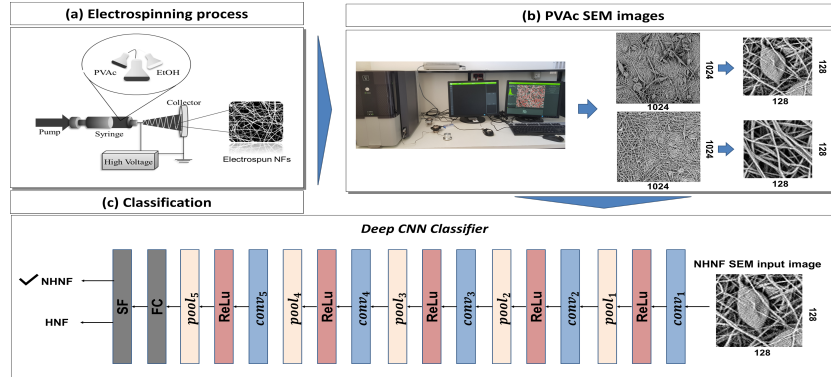 (a) Electrospinning process
PVAc
EtOH
Collector
Pump
Syringe
High Voltage
Electrospun NFs
(b) PVAc SEM images
1024
1024
128
128
1024
1024
128
128
(c) Classification
Deep CNN Classifier
NHNF
HNF
SF
FC
pool5
ReLu
conv5
pool4
ReLu
conv4
pool3
ReLu
conv3
pool2
ReLu
conv2
pool1
ReLu
conv1
NHNF SEM input image
128
128